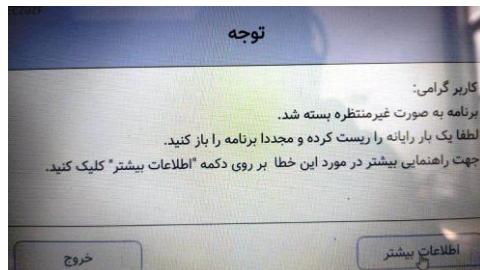 توجه
کاربر گرامی:
برنامه به صورت غیرمنتظره بسته شد.
لطفا یک بار رایانه را ریست کرده و مجددا برنامه را باز کنید.
جهت راهنمایی بیشتر در مورد این خطا بر روی دکمه "اطلاعات بیشتر" کلیک کنید.
اطلاعات بیشتر
خروج